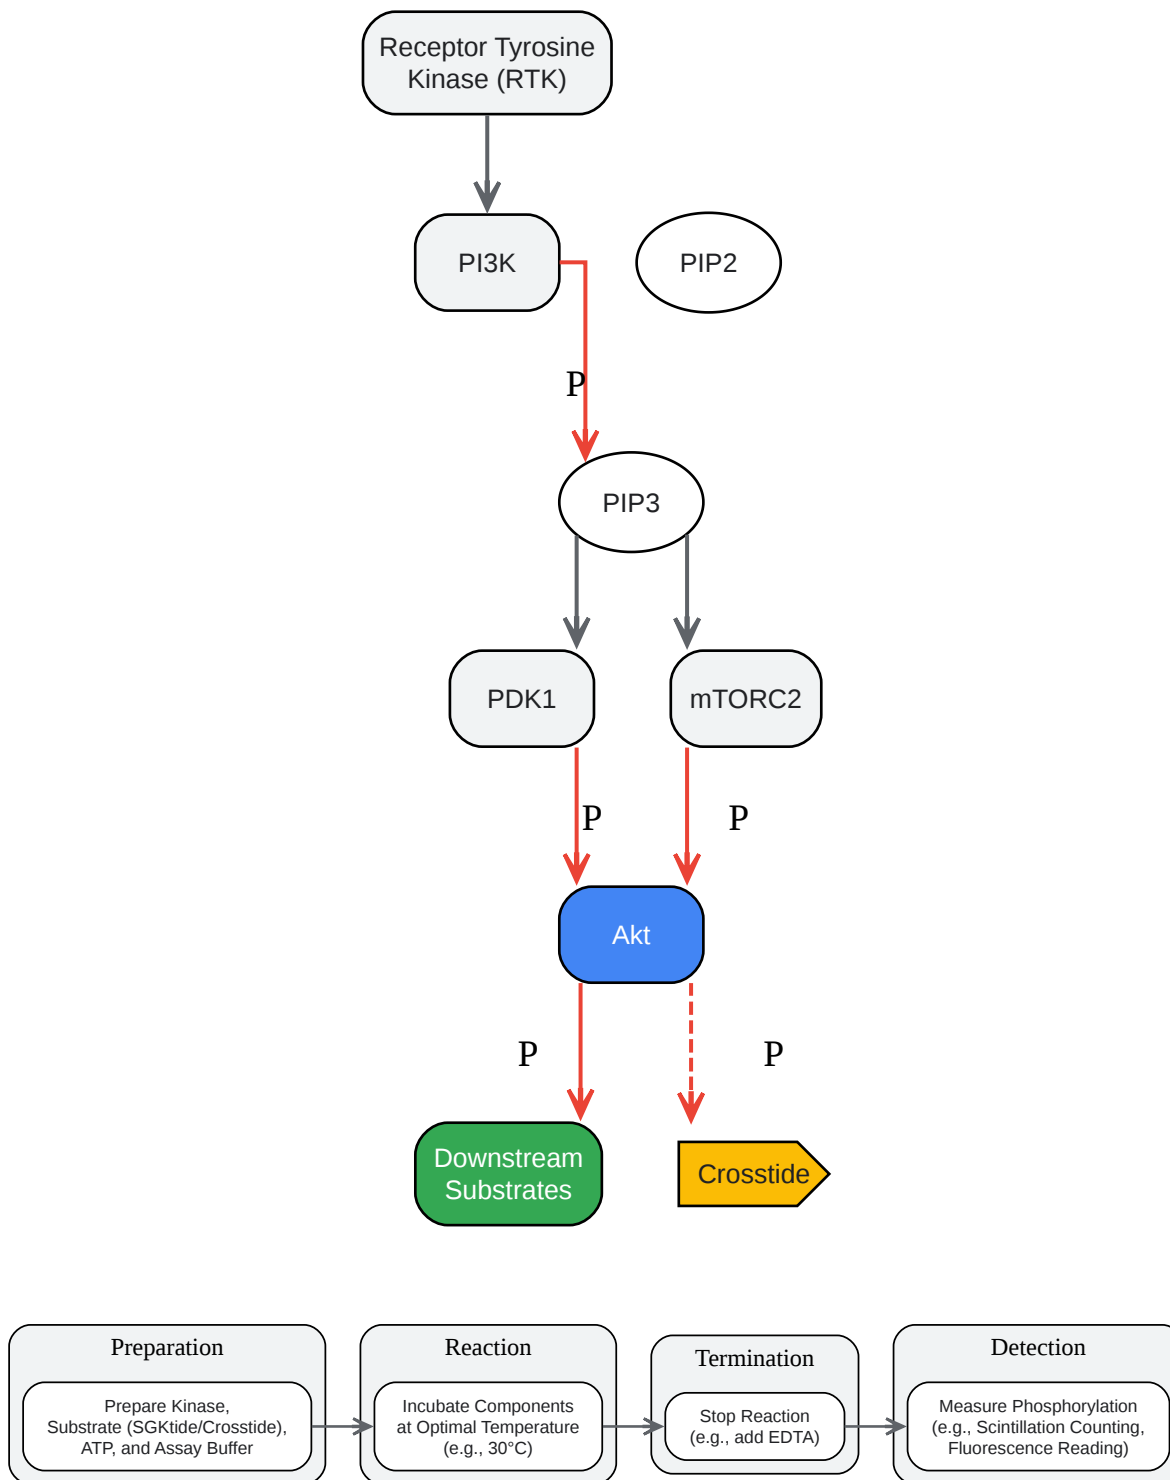 Receptor Tyrosine
Kinase (RTK)
PI3K
PIP2
P
PIP3
PDK1
mTORC2
P
P
Akt
P
P
Downstream
Substrates
Crosstide
Preparation
Prepare Kinase,
Substrate (SGKtide/Crosstide),
ATP, and Assay Buffer
Reaction
Incubate Components
at Optimal Temperature
(e.g., 30°C)
Termination
Stop Reaction
(e.g., add EDTA)
Detection
Measure Phosphorylation
(e.g., Scintillation Counting,
Fluorescence Reading)